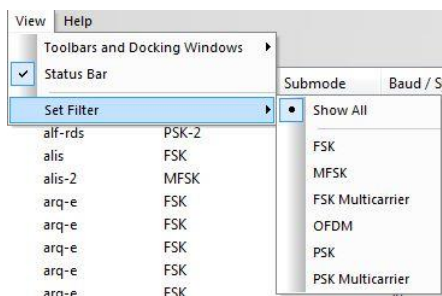 View Help
Toolbars and Docking Windows
Status Bar
Submode Baud / S
Set Filter
Show All
alf-rds PSK-2
alis FSK
FSK
alis-2 MFSK
MFSK
arq-e FSK
FSK Multicarrier
arq-e FSK
OFDM
arq-e FSK
PSK
arq-e FSK
PSK Multicarrier
arq-e FSK